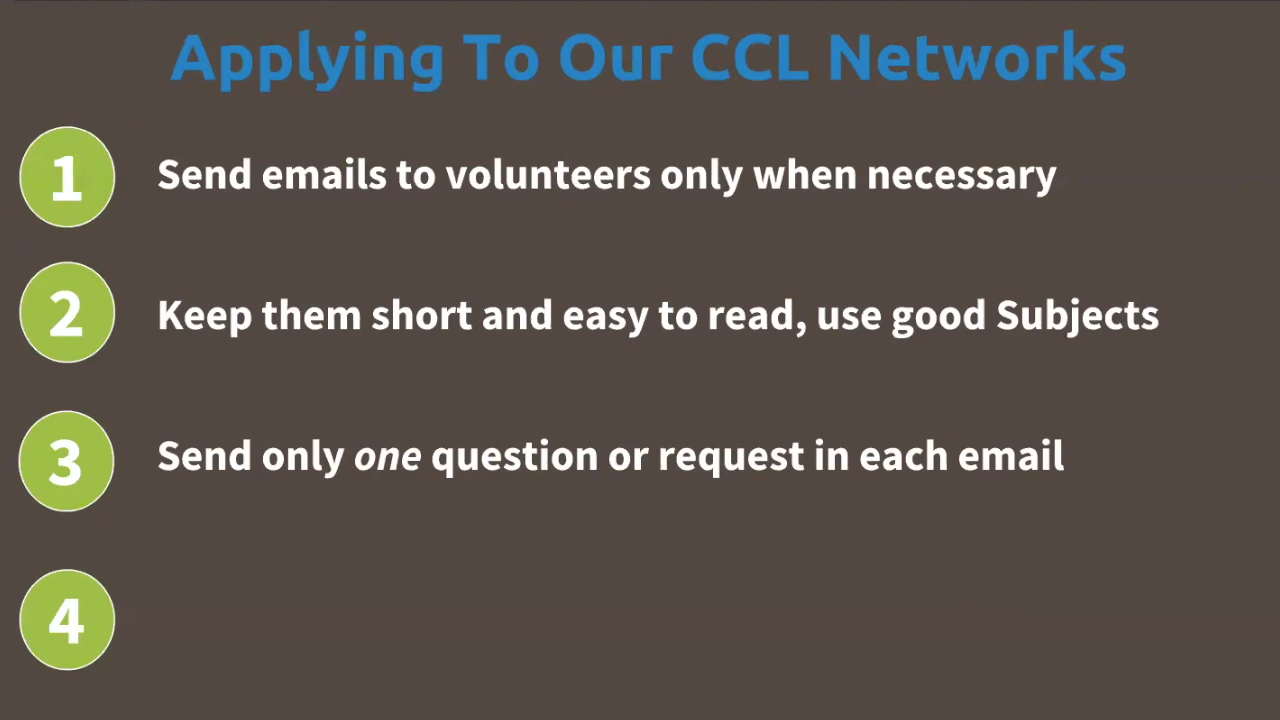 Applying To Our CCL Networks
1 Send emails to volunteers only when necessary
2 Keep them short and easy to read, use good Subjects
3 Send only one question or request in each email
4